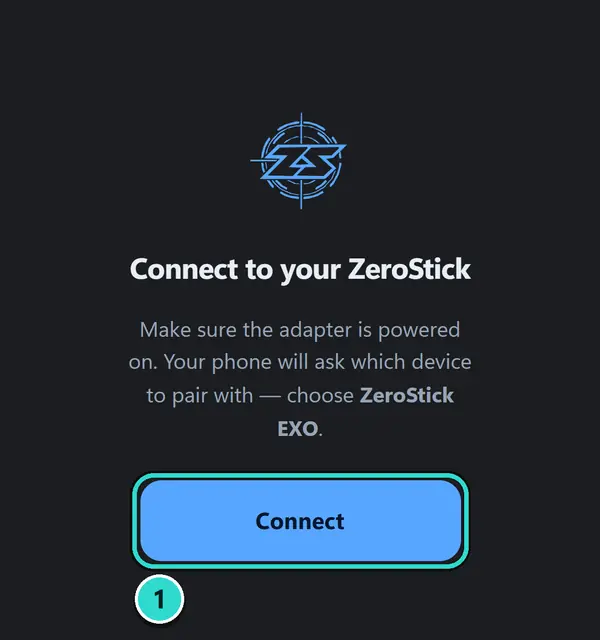 ZS
Connect to your ZeroStick
Make sure the adapter is powered
on. Your phone will ask which device
to pair with — choose ZeroStick
EXO.
Connect
1